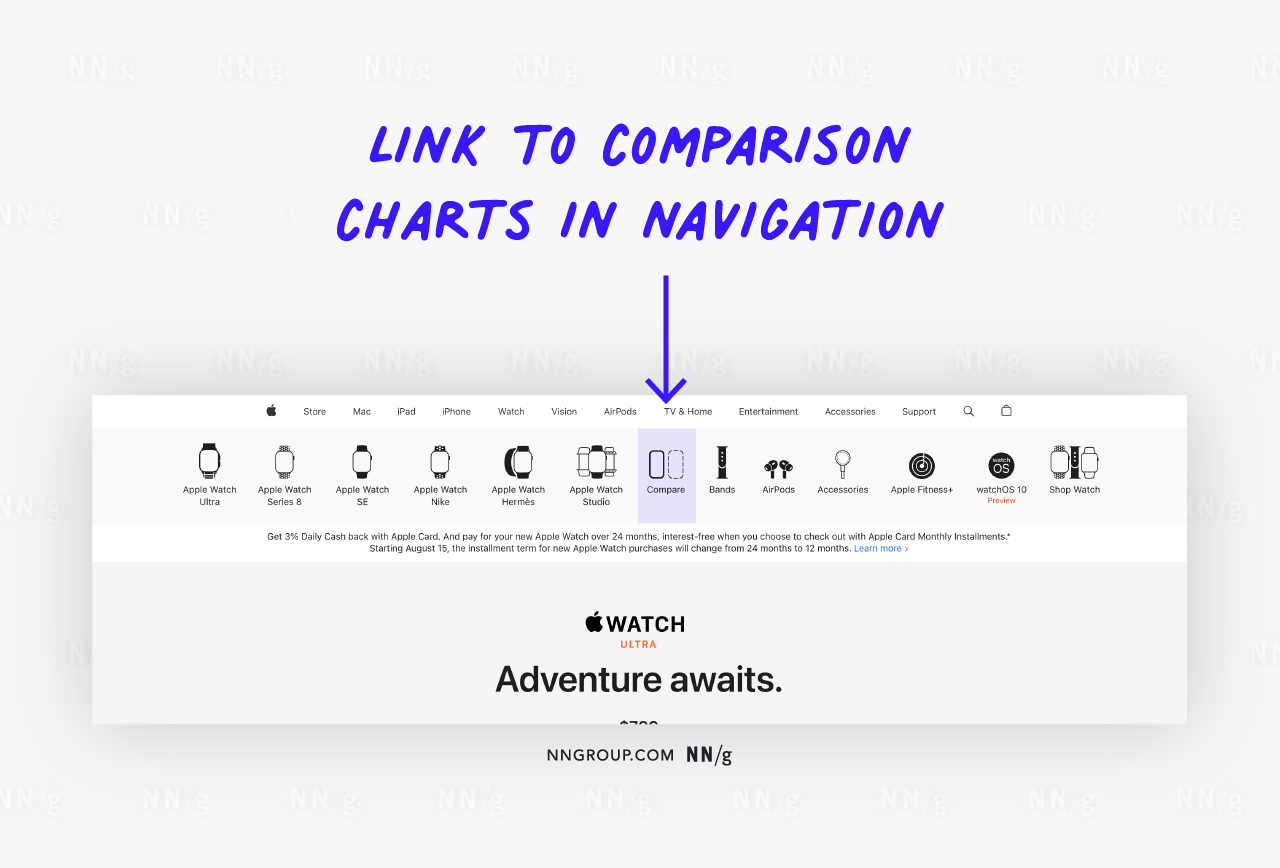 LINK TO COMPARISON
CHARTS IN NAVIGATION
Store Mac iPad iPhone Watch Vision AirPods TV & Home Entertainment Accessories Support
watch
OS
Apple Watch Ultra
Apple Watch Series 8
Apple Watch SE
Apple Watch Nike
Apple Watch Hermès
Apple Watch Studio
Compare
Bands
AirPods
Accessories
Apple Fitness+
watchOS 10
Preview
Shop Watch
Get 3% Daily Cash back with Apple Card. And pay for your new Apple Watch over 24 months, interest-free when you choose to check out with Apple Card Monthly Installments.*
Starting August 15, the installment term for new Apple Watch purchases will change from 24 months to 12 months. Learn more >
WATCH
ULTRA
Adventure awaits.
NNGROUP.COM NN/g